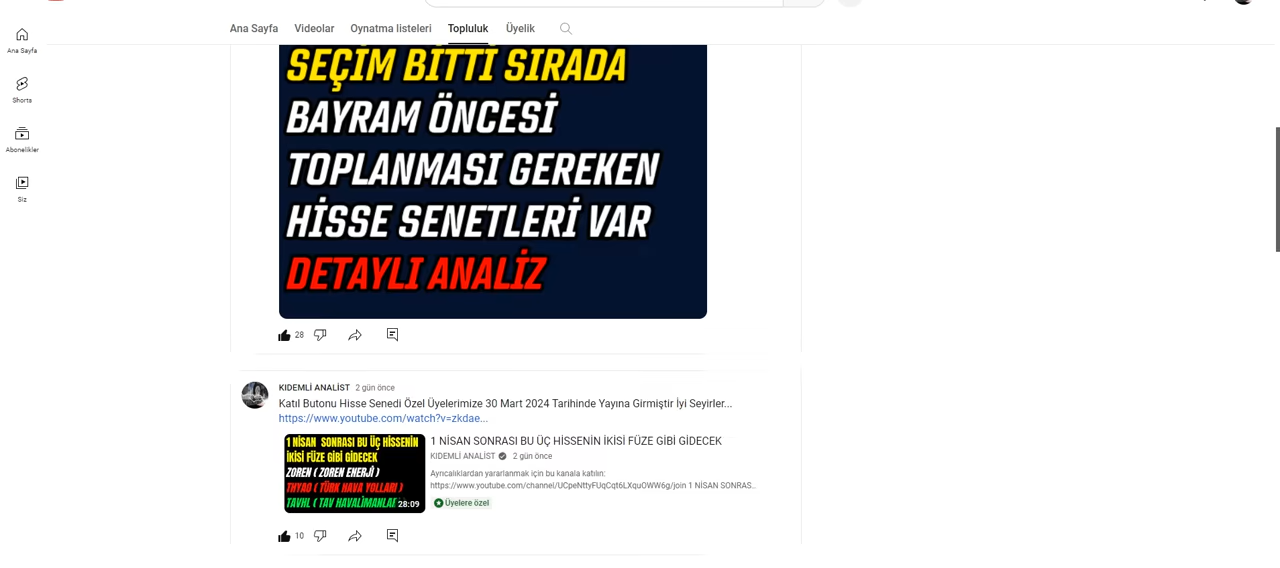 Ana Sayfa
Videolar
Oynatma listeleri
Topluluk
Üyelik
Ana Sayfa
Shorts
Abonelikler
Siz
SEÇİM BİTTİ SIRADA
BAYRAM ÖNCESİ
TOPLANMASI GEREKEN
HİSSE SENETLERİ VAR
DETAYLI ANALİZ
28
KIDEMLİ ANALİST 2 gün önce
Katıl Butonu Hisse Senedi Özel Üyelerimize 30 Mart 2024 Tarihinde Yayına Girmiştir İyi Seyirler...
https://www.youtube.com/watch?v=zkdae...
1 NİSAN SONRASI BU ÜÇ HİSSENİN
İKİSİ FÜZE GİBİ GİDECEK
ZOREN ( ZOREN ENERJİ )
THYAO ( TÜRK HAVA YOLLARI )
TAVHL ( TAV HAVALİMANLAR
28:09
1 NİSAN SONRASI BU ÜÇ HİSSENİN İKİSİ FÜZE GİBİ GİDECEK
KIDEMLİ ANALİST 2 gün önce
Ayrıcalıklardan yararlanmak için bu kanala katılın:
https://www.youtube.com/channel/UCpeNttyFUqCqt6LXquOWW6g/join 1 NİSAN SONRAS...
Üyelere özel
10